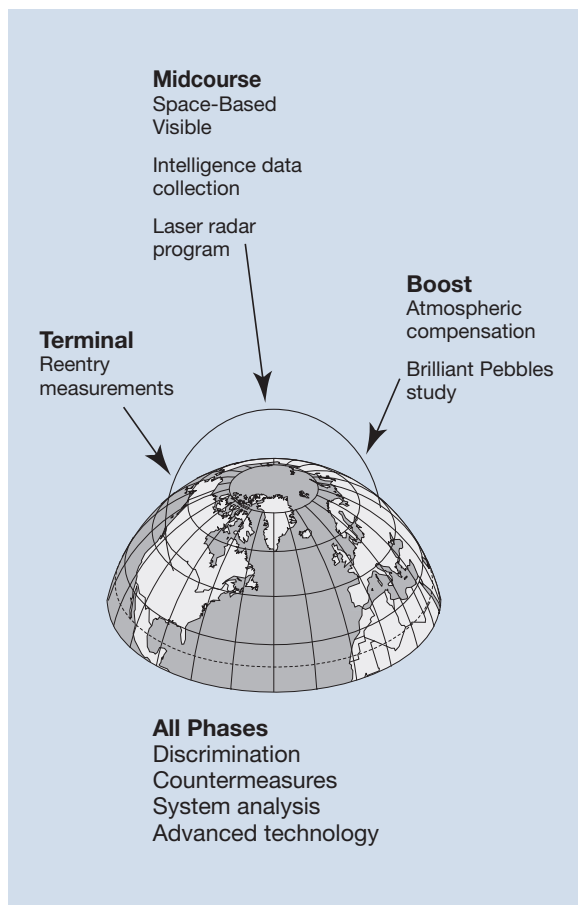 Midcourse
Space-Based
Visible
Intelligence data
collection
Laser radar
program
Boost
Atmospheric
compensation
Brilliant Pebbles
study
Terminal
Reentry
measurements
All Phases
Discrimination
Countermeasures
System analysis
Advanced technology